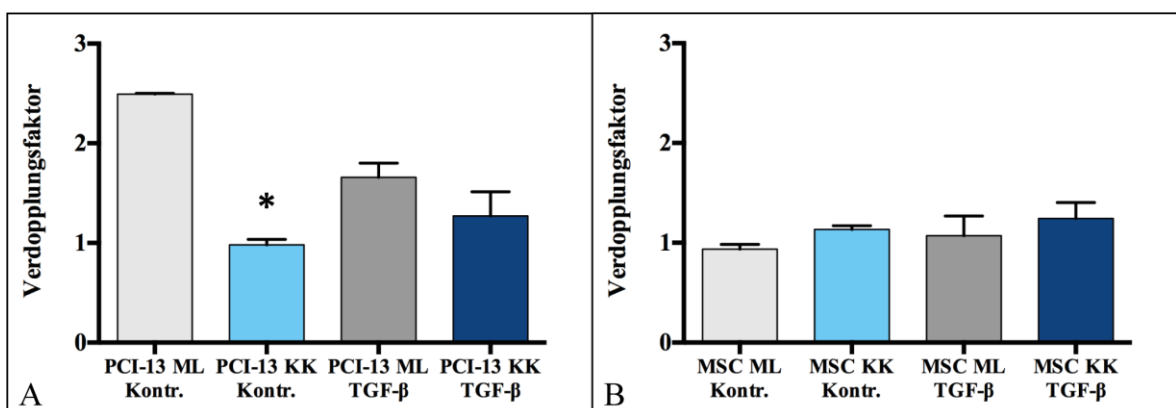 Verdopplungsfaktor
3
2
1
0
*
PCI-13 ML PCI-13 KK PCI-13 ML PCI-13 KK
Kontr. Kontr. TGF-β TGF-β
A
Verdopplungsfaktor
3
2
1
0
MSC ML MSC KK MSC ML MSC KK
Kontr. Kontr. TGF-β TGF-β
B